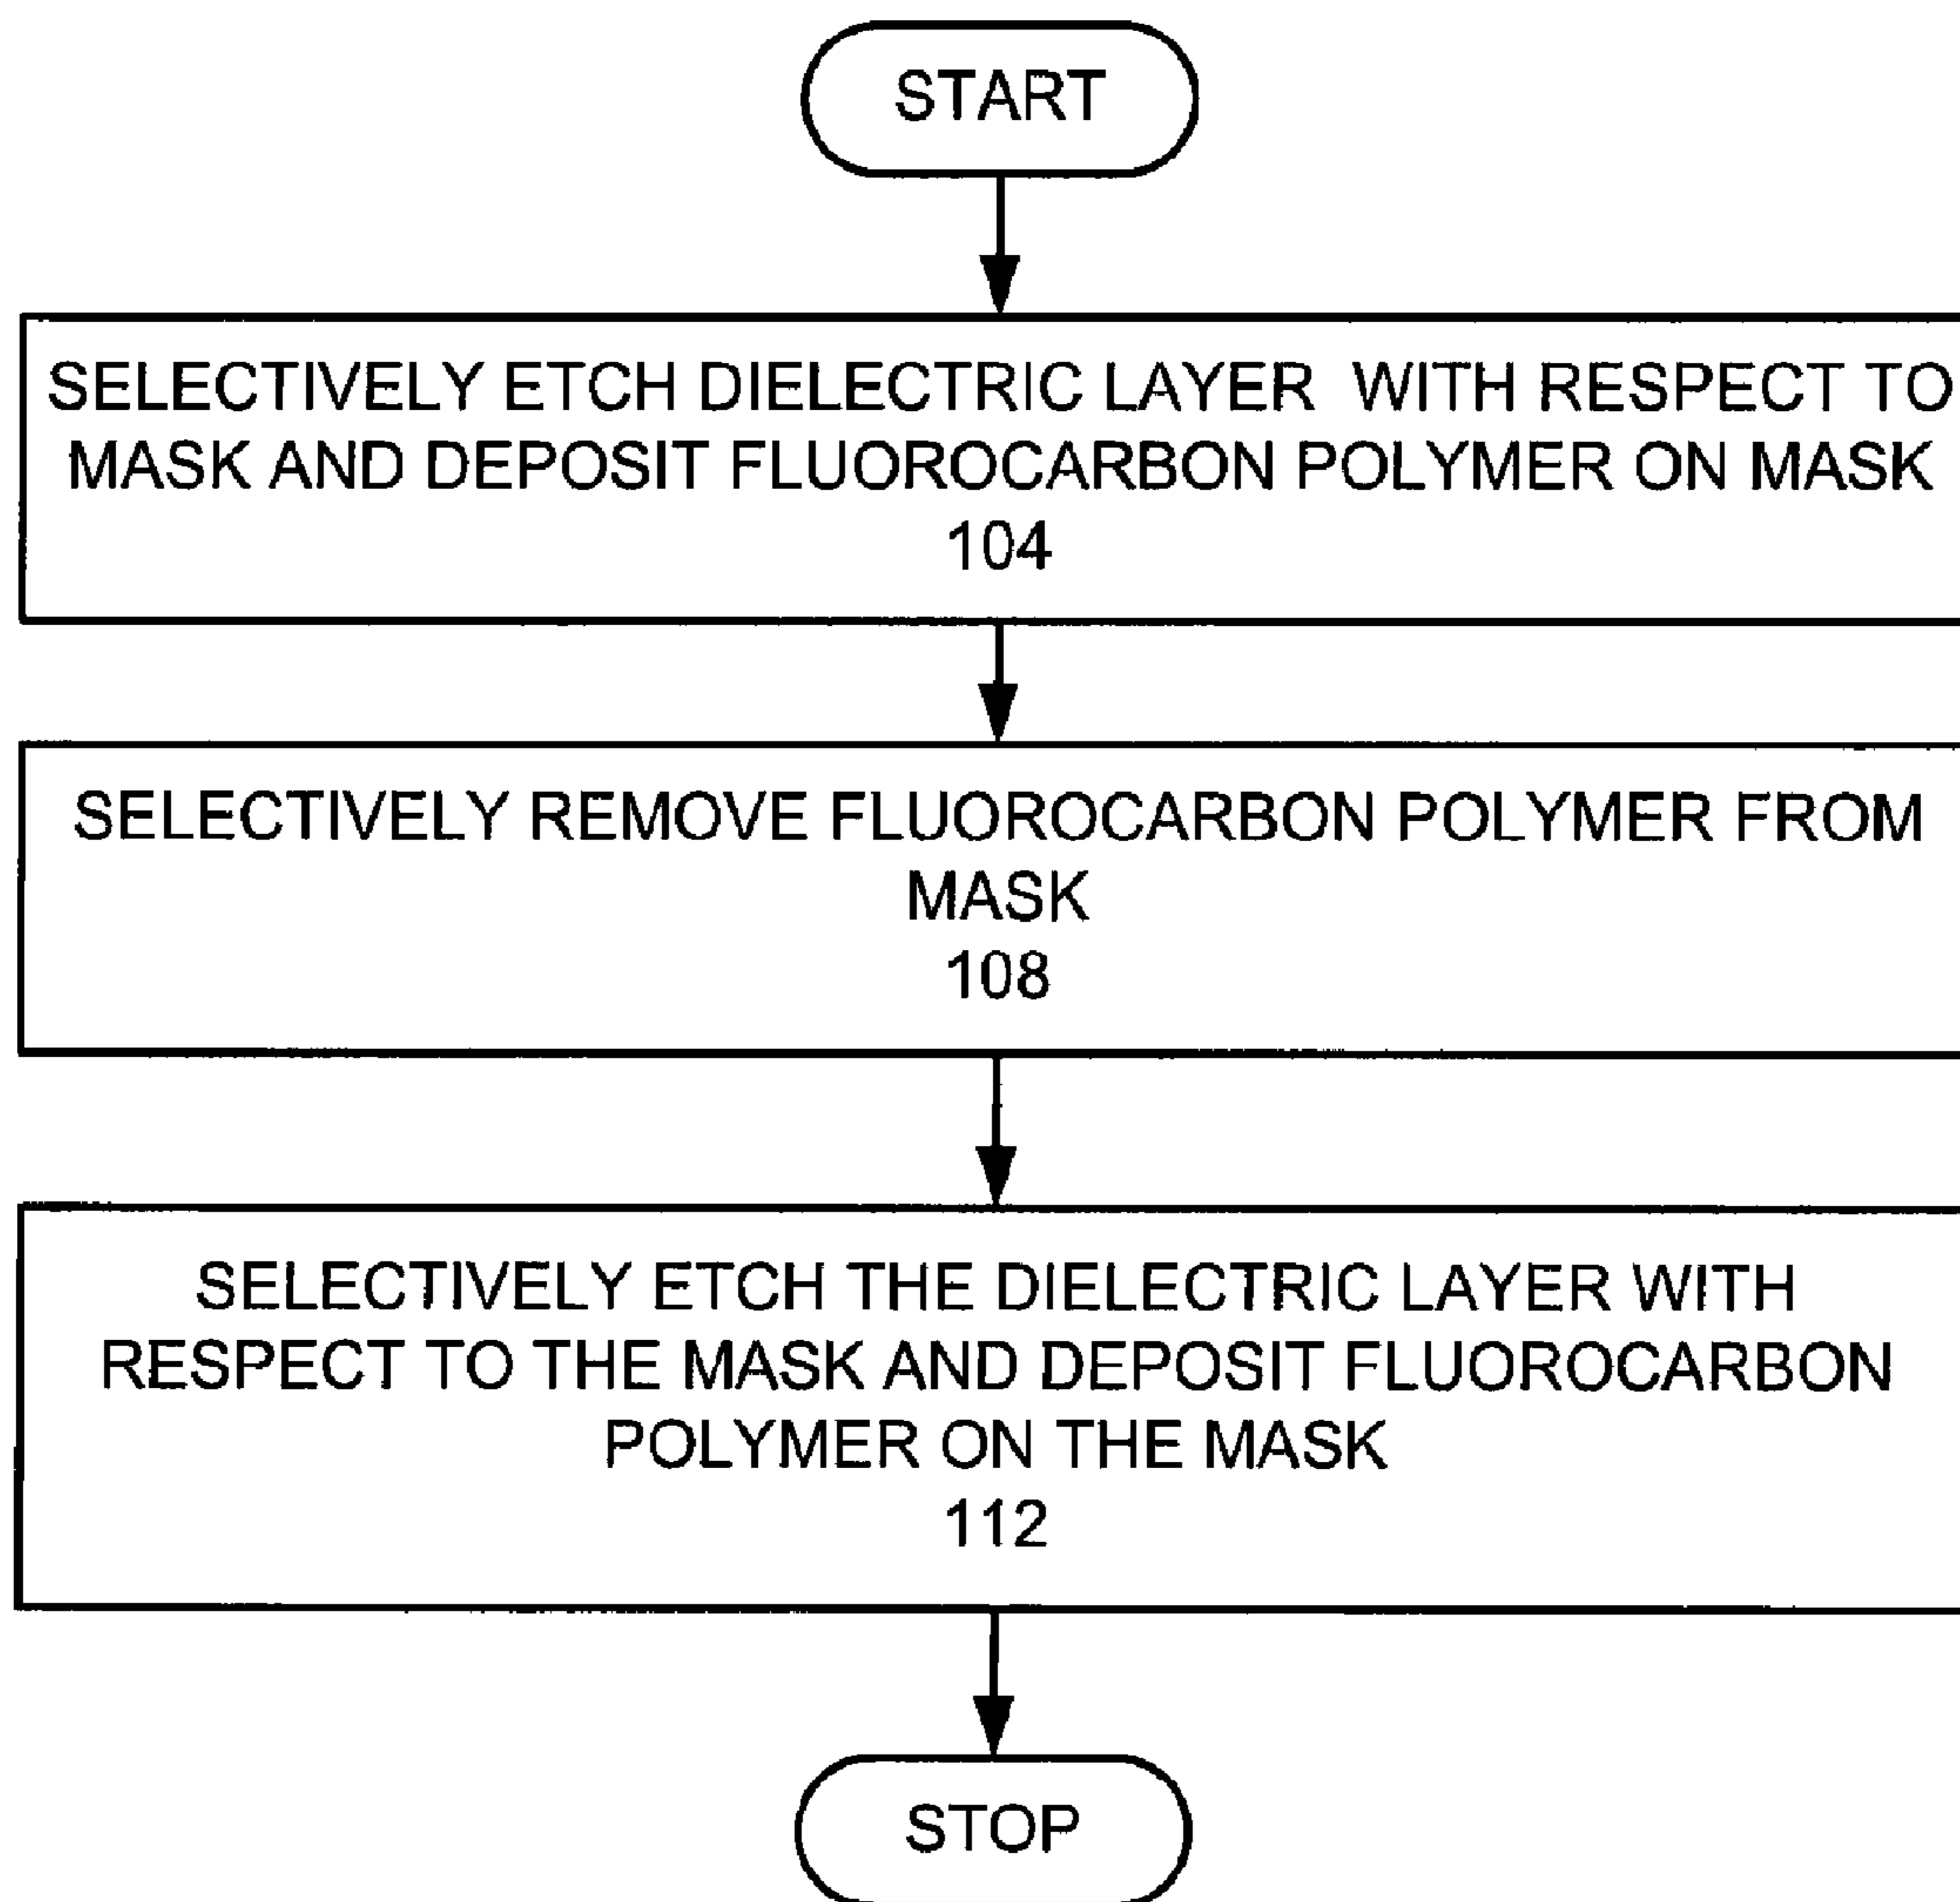 START
SELECTIVELY ETCH DIELECTRIC LAYER WITH RESPECT TO
MASK AND DEPOSIT FLUOROCARBON POLYMER ON MASK
104
SELECTIVELY REMOVE FLUOROCARBON POLYMER FROM
MASK
108
SELECTIVELY ETCH THE DIELECTRIC LAYER WITH
RESPECT TO THE MASK AND DEPOSIT FLUOROCARBON
POLYMER ON THE MASK
112
STOP